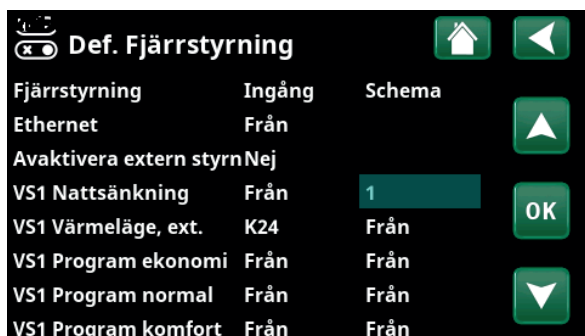 Def. Fjärrstyrning
Fjärrstyrning Ingång Schema
Ethernet Från
Avaktivera extern styrn Nej
VS1 Nattsänkning Från 1
VS1 Värmeläge, ext. K24 Från
OK
VS1 Program ekonomi Från Från
VS1 Program normal Från Från
VS1 Program komfort Från Från